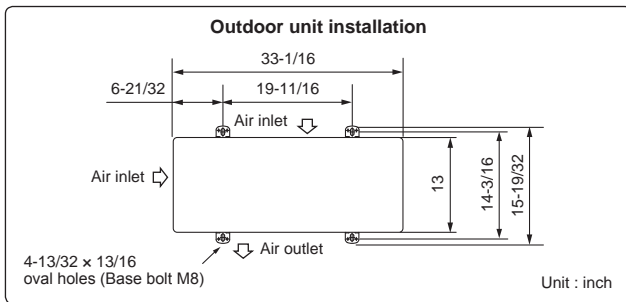 Outdoor unit installation
33-1/16
6-21/32
19-11/16
Air inlet
Air inlet
13
14-3/16
15-19/32
Air outlet
4-13/32 × 13/16
oval holes (Base bolt M8)
Unit : inch